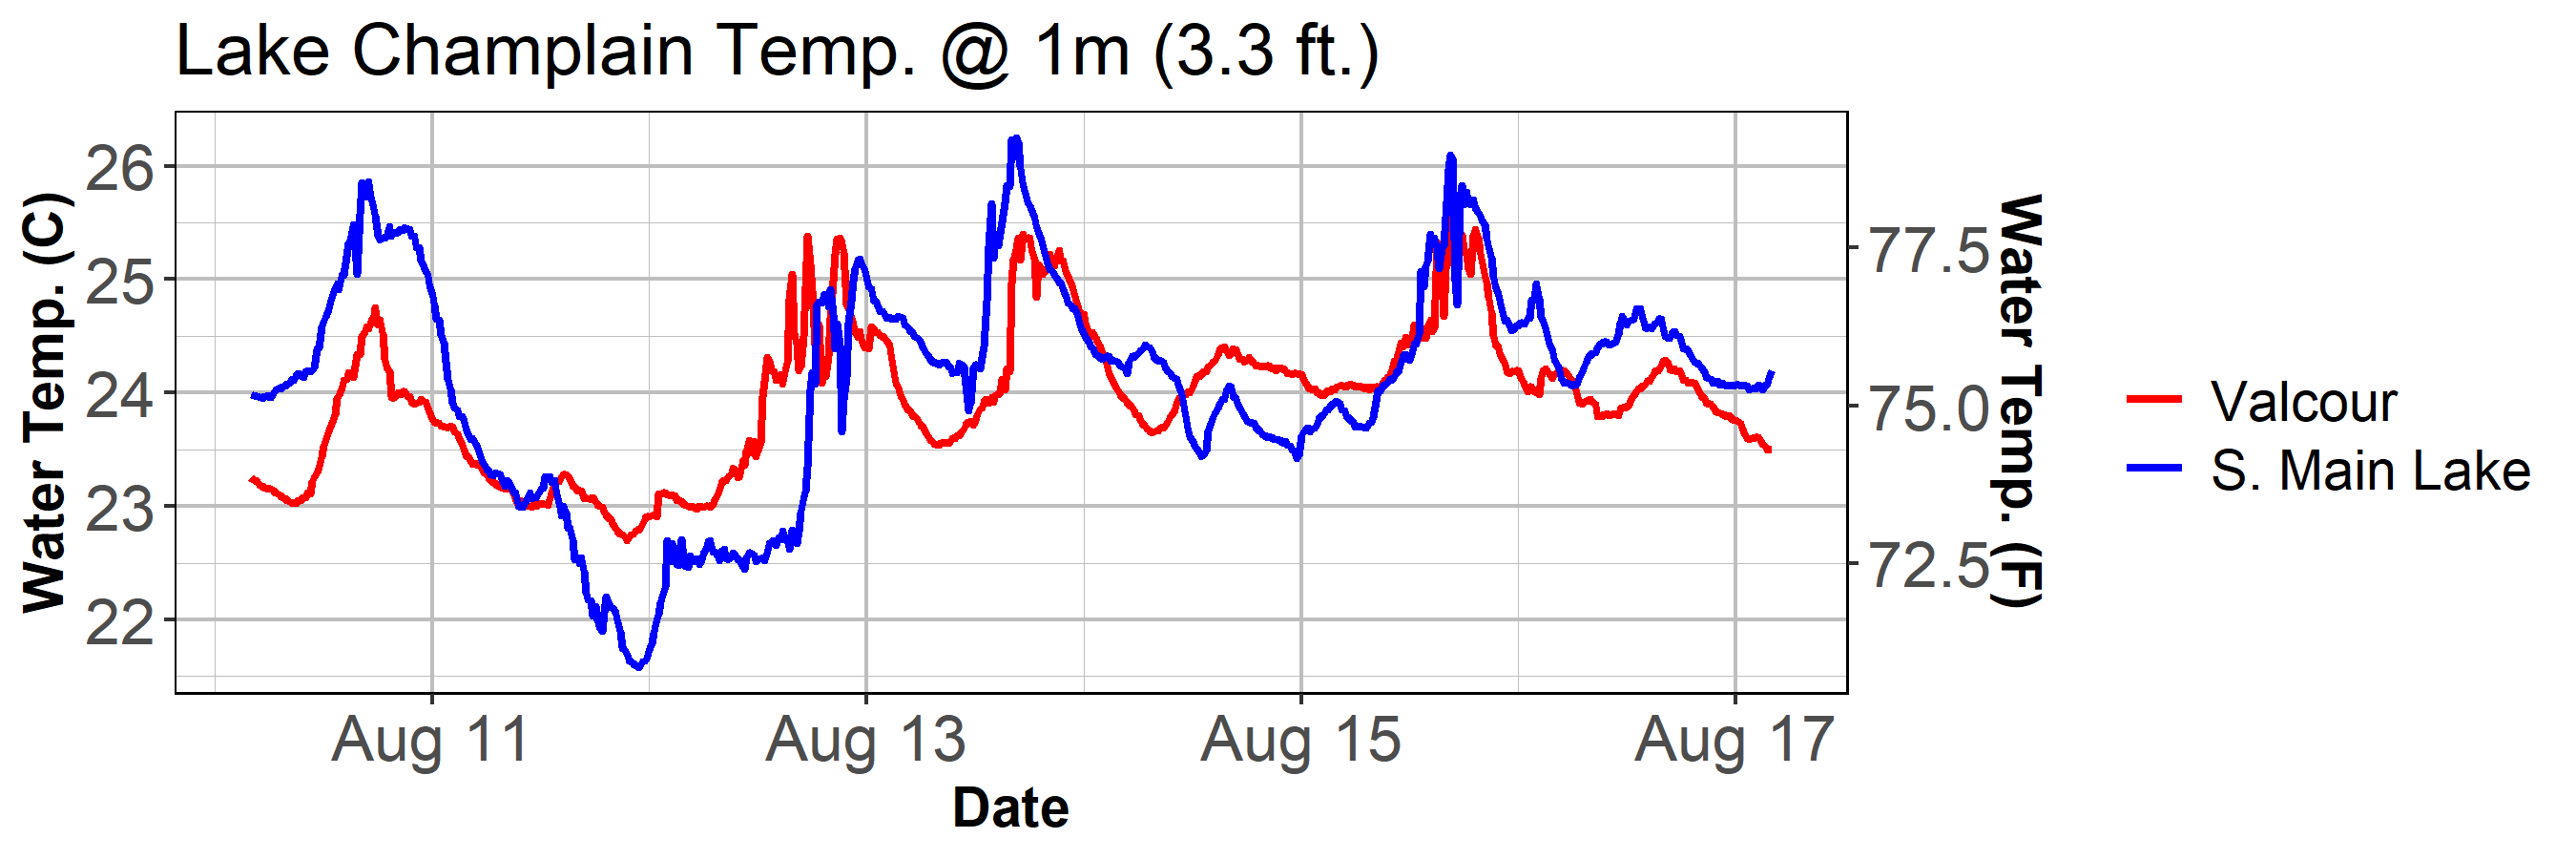 Lake Champlain Temp. @ 1m (3.3 ft.)
Water Temp. (C)
26
25
24
23
22
77.5
75.0
72.5
Water Temp. (F)
Aug 11
Aug 13
Aug 15
Aug 17
Date
Valcour
S. Main Lake